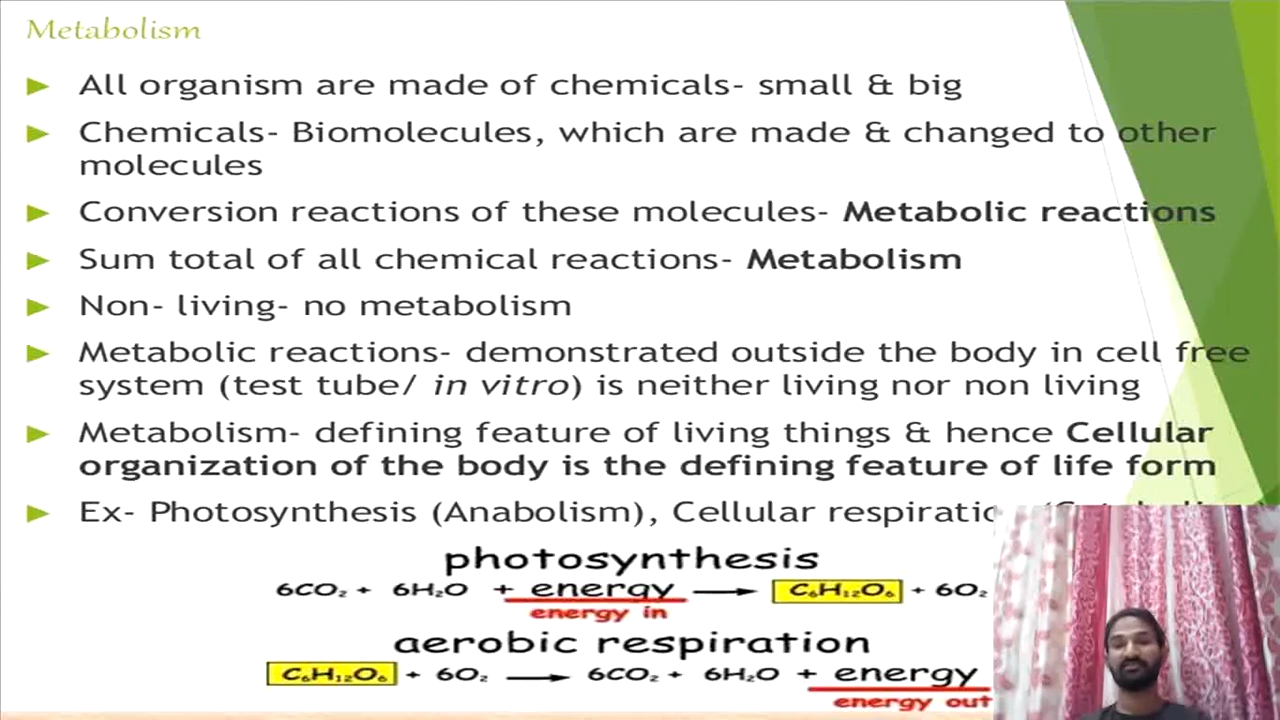 Metabolism
All organism are made of chemicals- small & big
Chemicals- Biomolecules, which are made & changed to other
molecules
Conversion reactions of these molecules- Metabolic reactions
Sum total of all chemical reactions- Metabolism
Non- living- no metabolism
Metabolic reactions- demonstrated outside the body in cell free
system (test tube/ in vitro) is neither living nor non living
Metabolism- defining feature of living things & hence Cellular
organization of the body is the defining feature of life form
Ex- Photosynthesis (Anabolism), Cellular
photosynthesis
6CO₂ + 6H₂O + energy → C₆H₁₂O₆ + 6O₂
energy in
aerobic respiration
C₆H₁₂O₆ + 6O₂ → 6CO₂ + 6H₂O + energy
energy out